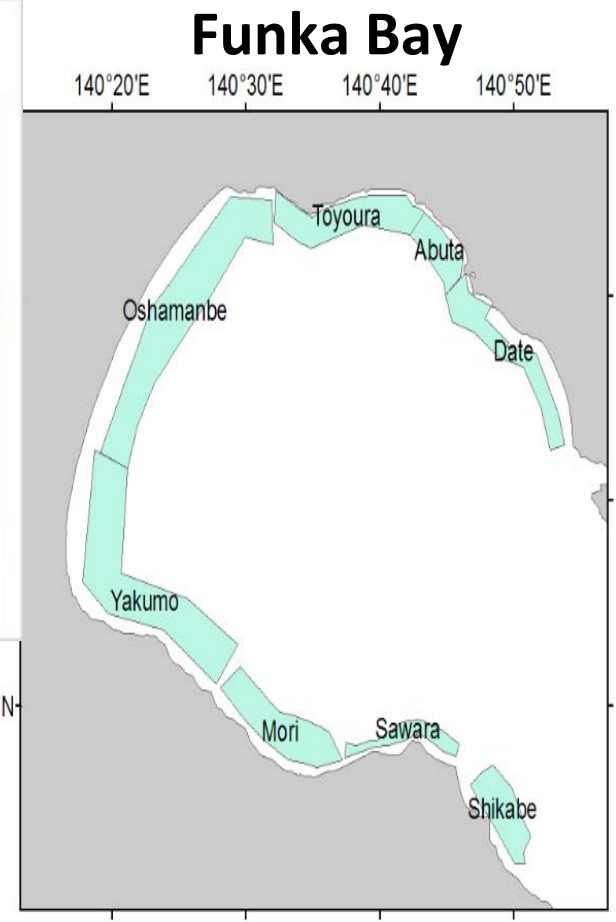 Funka Bay
140°20'E 140°30'E 140°40'E 140°50'E
Toyoura
Abuta
Oshamanbe
Date
Yakumo
N
Mori
Sawara
Shikabe